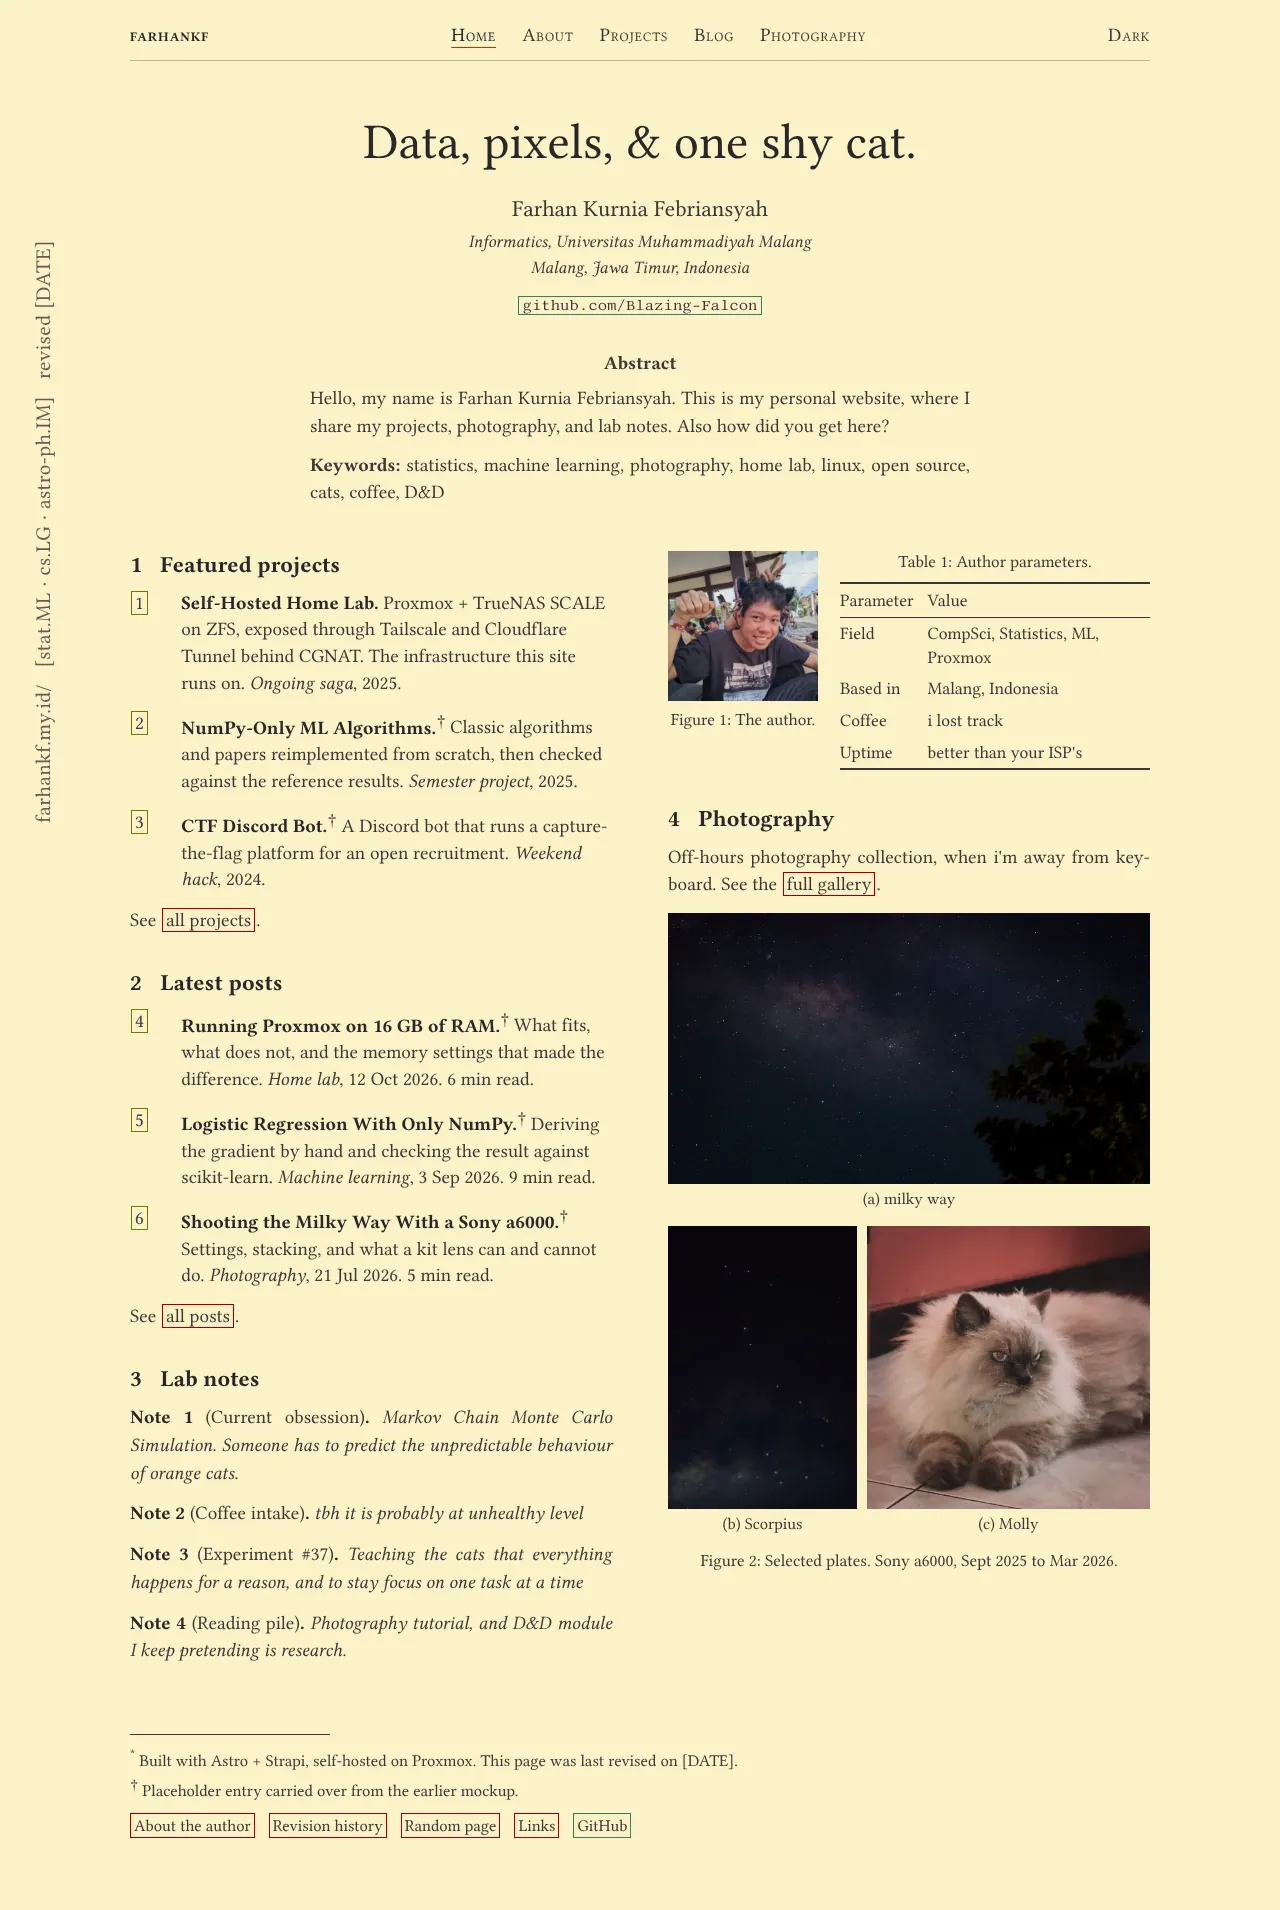 FARHANKF
Home About Projects Blog Photography
Dark
Data, pixels, & one shy cat.
Farhan Kurnia Febriansyah
Informatics, Universitas Muhammadiyah Malang
Malang, Jawa Timur, Indonesia
github.com/Blazing-Falcon
farhankf.my.id/ [stat.ML · cs.LG · astro-ph.IM] revised [DATE]
Abstract
Hello, my name is Farhan Kurnia Febriansyah. This is my personal website, where I
share my projects, photography, and lab notes. Also how did you get here?
Keywords: statistics, machine learning, photography, home lab, linux, open source,
cats, coffee, D&D
1 Featured projects
1 Self-Hosted Home Lab. Proxmox + TrueNAS SCALE
on ZFS, exposed through Tailscale and Cloudflare
Tunnel behind CGNAT. The infrastructure this site
runs on. Ongoing saga, 2025.
2 NumPy-Only ML Algorithms.† Classic algorithms
and papers reimplemented from scratch, then checked
against the reference results. Semester project, 2025.
3 CTF Discord Bot.† A Discord bot that runs a capture-
the-flag platform for an open recruitment. Weekend
hack, 2024.
See all projects.
2 Latest posts
4 Running Proxmox on 16 GB of RAM.† What fits,
what does not, and the memory settings that made the
difference. Home lab, 12 Oct 2026. 6 min read.
5 Logistic Regression With Only NumPy.† Deriving
the gradient by hand and checking the result against
scikit-learn. Machine learning, 3 Sep 2026. 9 min read.
6 Shooting the Milky Way With a Sony a6000.†
Settings, stacking, and what a kit lens can and cannot
do. Photography, 21 Jul 2026. 5 min read.
See all posts.
3 Lab notes
Note 1 (Current obsession). Markov Chain Monte Carlo
Simulation. Someone has to predict the unpredictable behaviour
of orange cats.
Note 2 (Coffee intake). tbh it is probably at unhealthy level
Note 3 (Experiment #37). Teaching the cats that everything
happens for a reason, and to stay focus on one task at a time
Note 4 (Reading pile). Photography tutorial, and D&D module
I keep pretending is research.
Figure 1: The author.
Table 1: Author parameters.
Parameter Value
Field CompSci, Statistics, ML,
Proxmox
Based in Malang, Indonesia
Coffee i lost track
Uptime better than your ISP's
4 Photography
Off-hours photography collection, when i'm away from key-
board. See the full gallery.
(a) milky way
(b) Scorpius
(c) Molly
Figure 2: Selected plates. Sony a6000, Sept 2025 to Mar 2026.
* Built with Astro + Strapi, self-hosted on Proxmox. This page was last revised on [DATE].
† Placeholder entry carried over from the earlier mockup.
About the author Revision history Random page Links GitHub